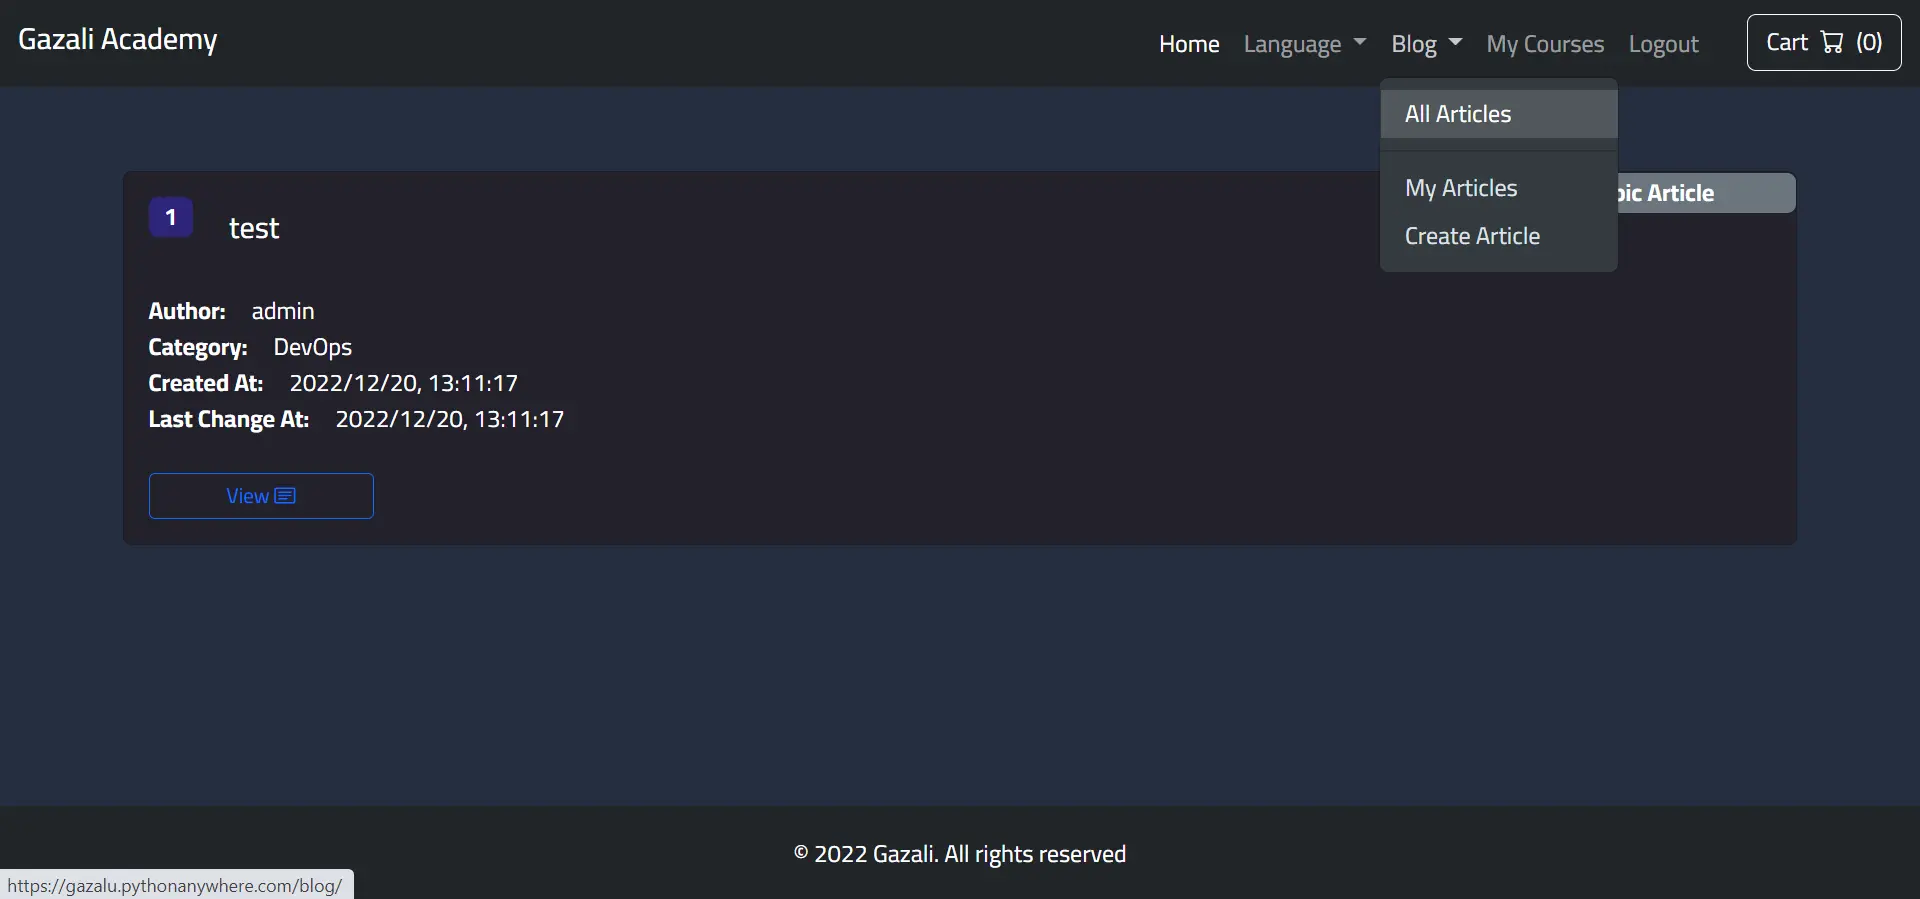 Gazali Academy
Home Language Blog My Courses Logout Cart (0)
All Articles
My Articles
Create Article
Article
1 test
Author: admin
Category: DevOps
Created At: 2022/12/20, 13:11:17
Last Change At: 2022/12/20, 13:11:17
View
© 2022 Gazali. All rights reserved
https://gazalu.pythonanywhere.com/blog/